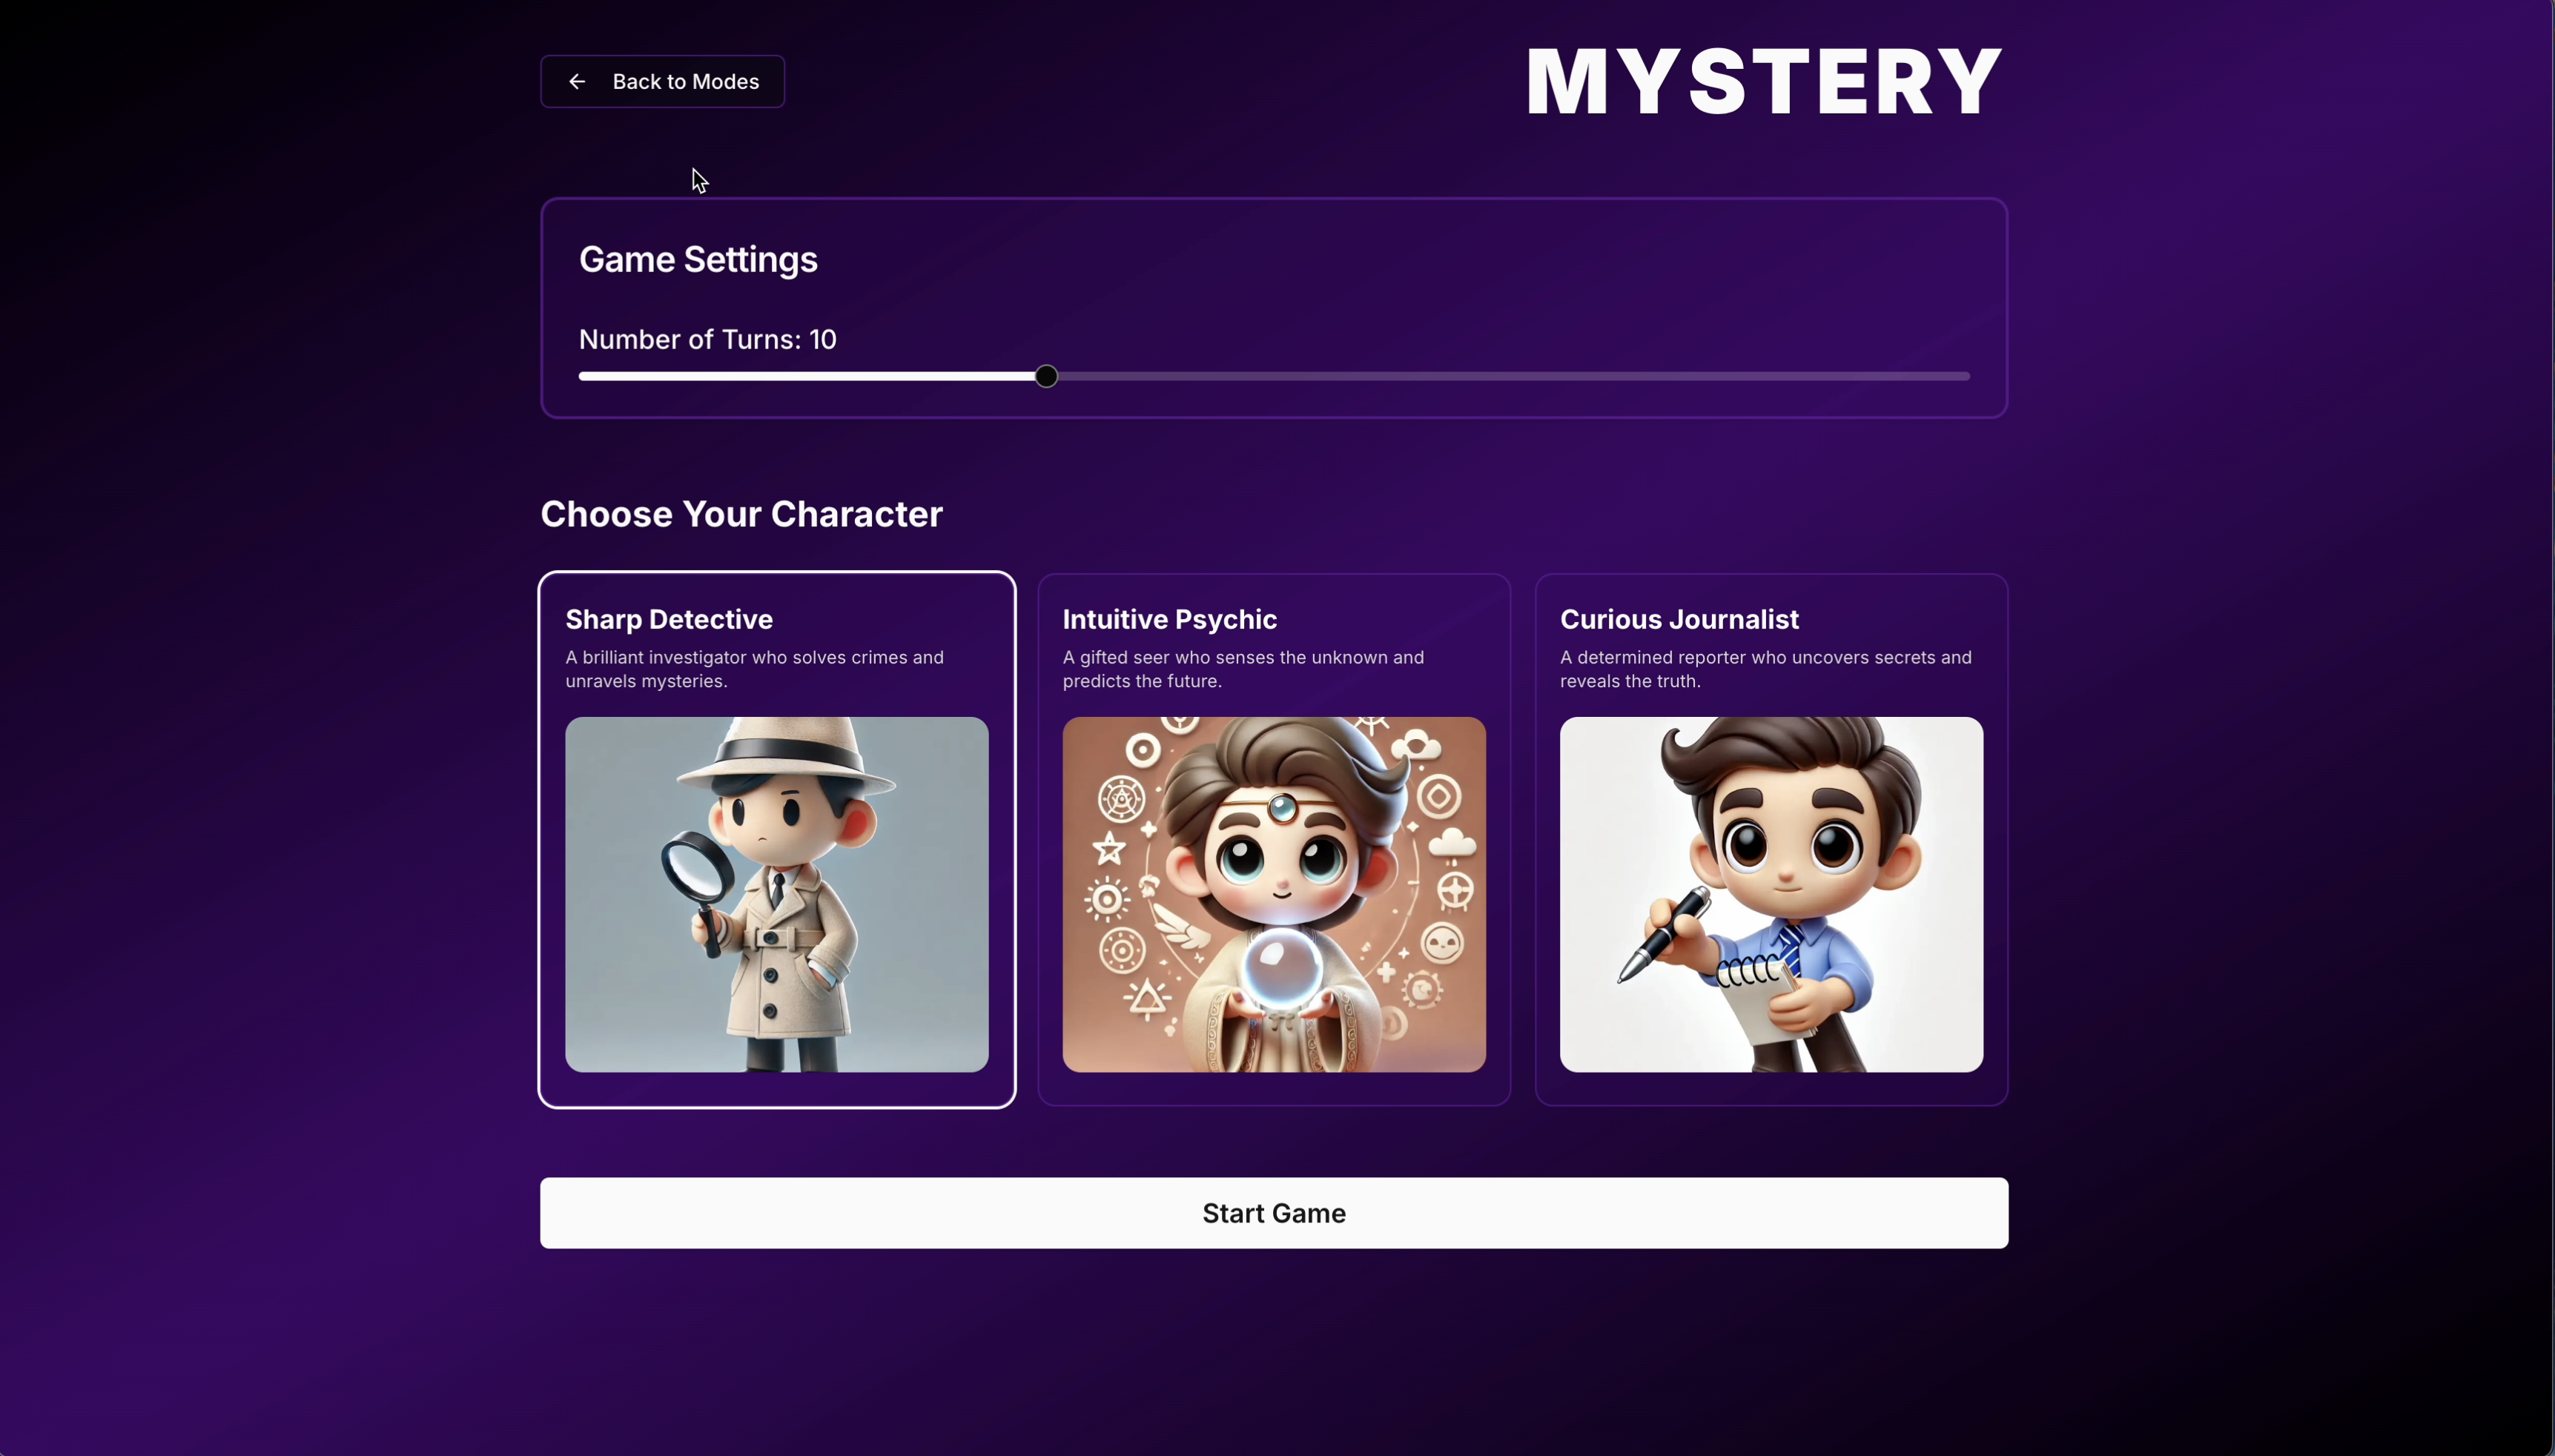 Back to Modes
MYSTERY
Game Settings
Number of Turns: 10
Choose Your Character
Sharp Detective
A brilliant investigator who solves crimes and
unravels mysteries.
Intuitive Psychic
A gifted seer who senses the unknown and
predicts the future.
Curious Journalist
A determined reporter who uncovers secrets and
reveals the truth.
Start Game